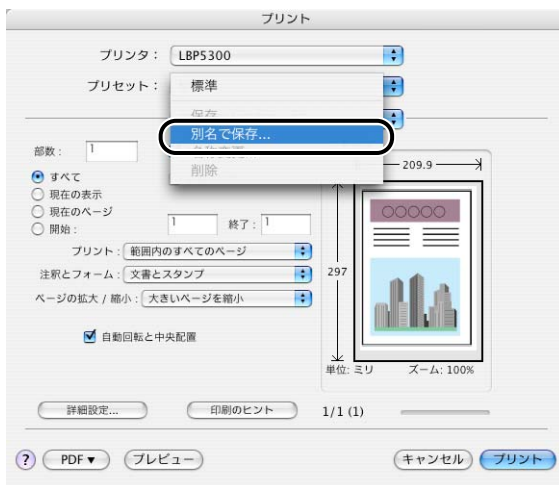 プリント
プリンタ： LBP5300
プリセット： 標準
保存
別名で保存...
削除
部数： 1
すべて
現在の表示
現在のページ
開始： 1 終了： 1
プリント： 範囲内のすべてのページ
注釈とフォーム： 文書とスタンプ
ページの拡大 / 縮小： 大きいページを縮小
自動回転と中央配置
209.9
OOOOO
297
単位: ミリ ズーム: 100%
詳細設定... 印刷のヒント 1/1 (1)
? PDF▼ プレビュー キャンセル プリント